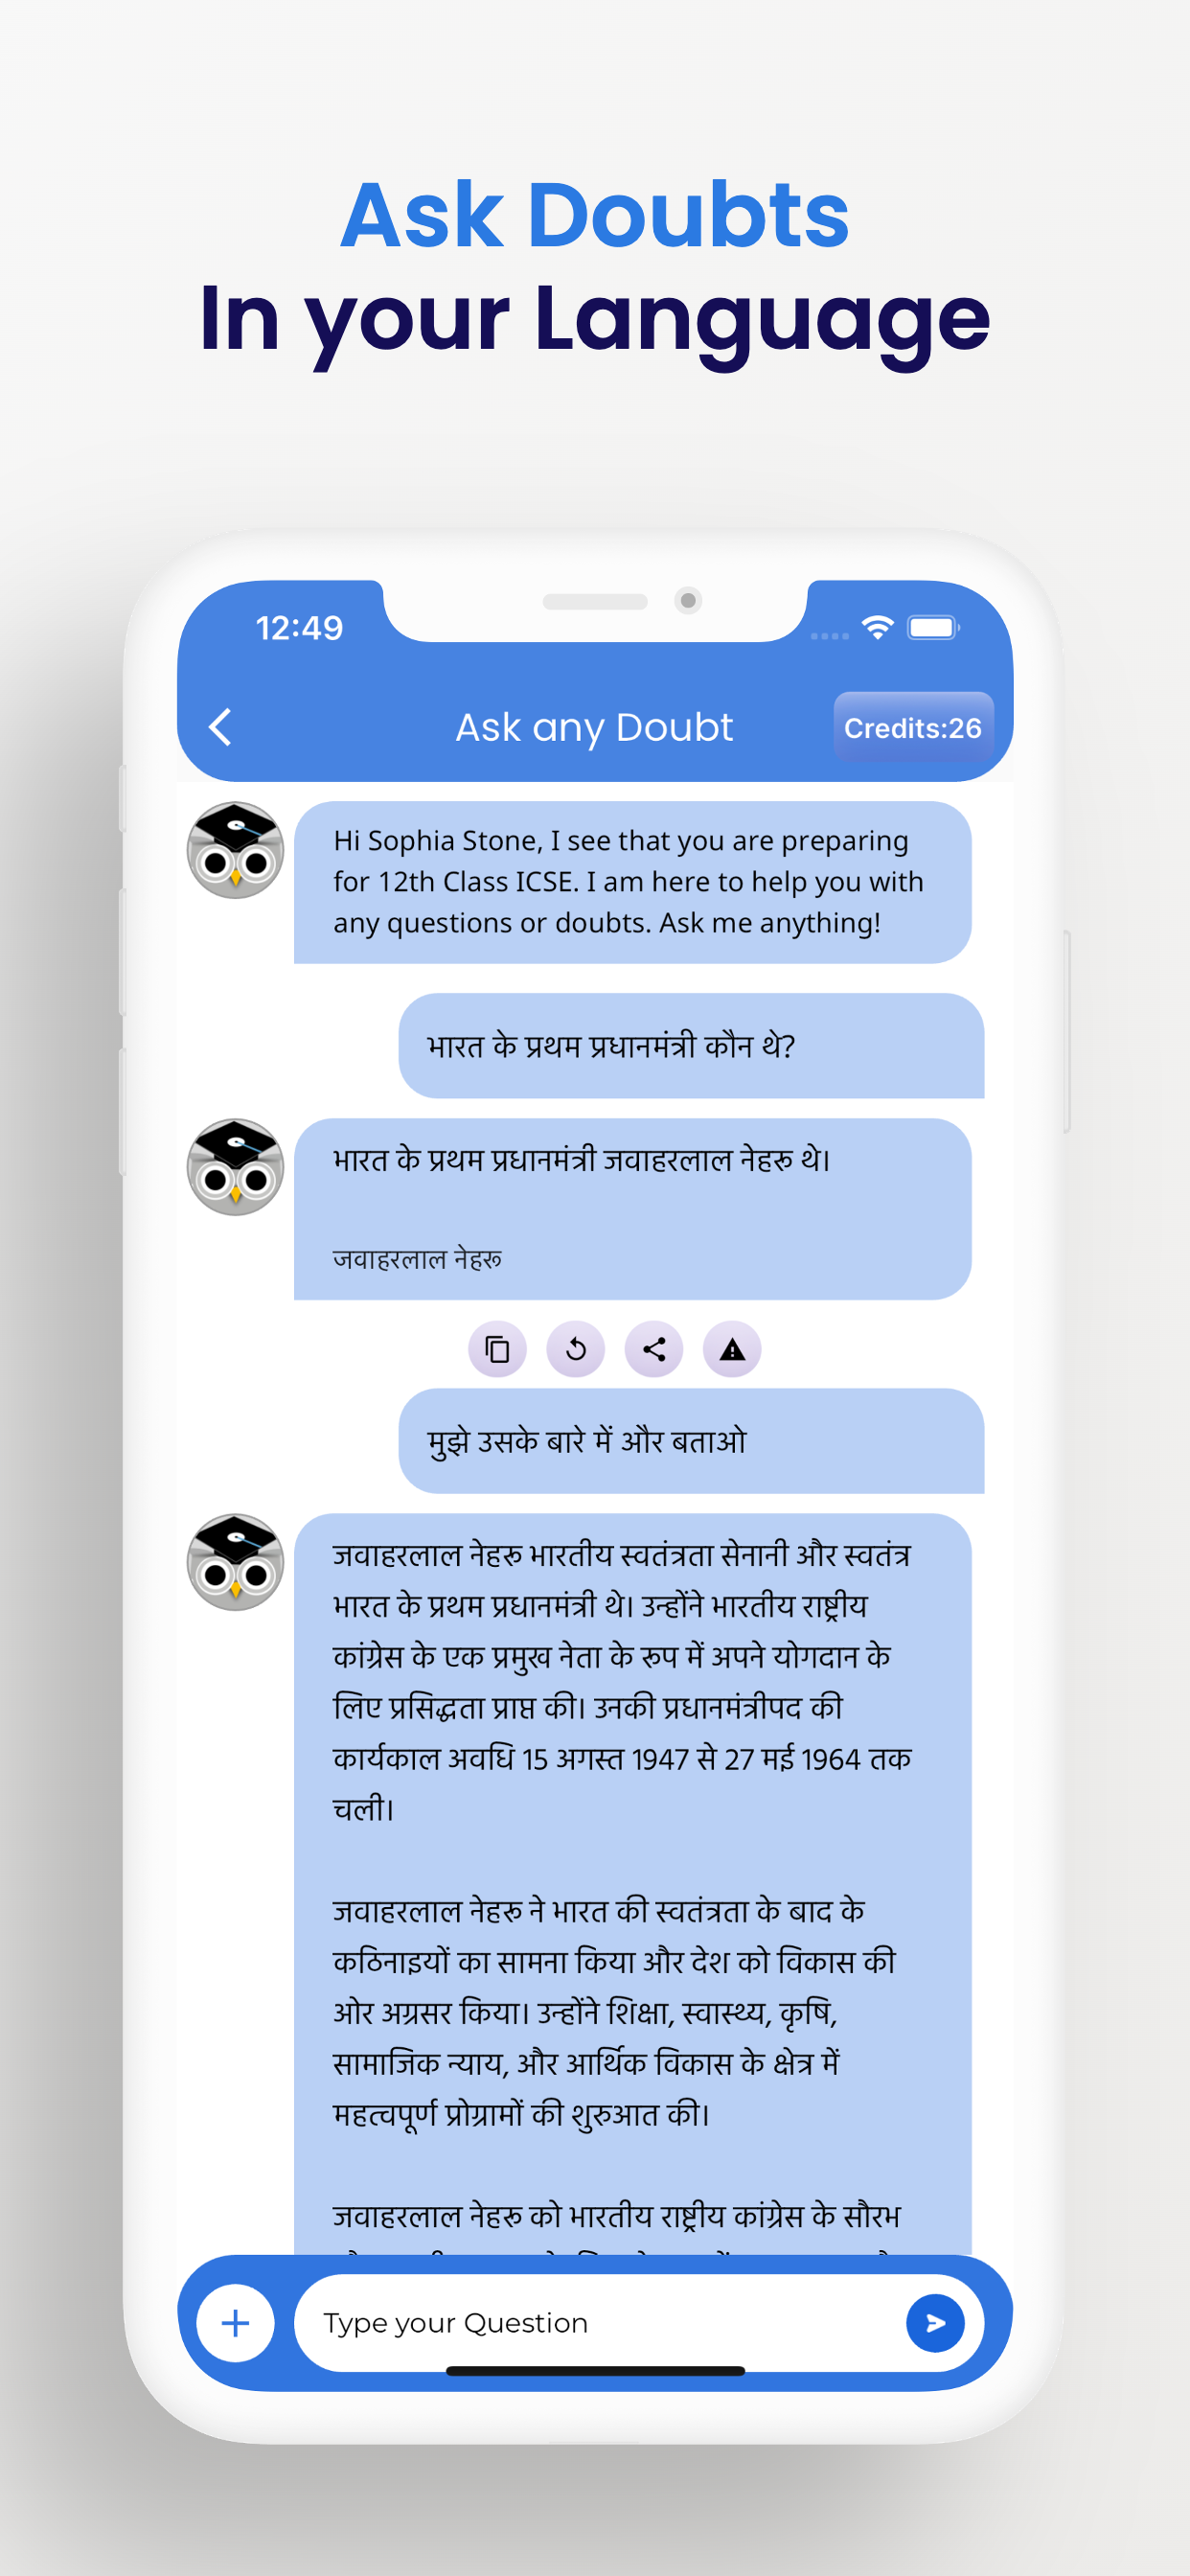 Ask Doubts
In your Language
12:49
Ask any Doubt
Credits:26
Hi Sophia Stone, I see that you are preparing
for 12th Class ICSE. I am here to help you with
any questions or doubts. Ask me anything!
भारत के प्रथम प्रधानमंत्री कौन थे?
भारत के प्रथम प्रधानमंत्री जवाहरलाल नेहरू थे।
जवाहरलाल नेहरू
मुझे उसके बारे में और बताओ
जवाहरलाल नेहरू भारतीय स्वतंत्रता सेनानी और स्वतंत्र
भारत के प्रथम प्रधानमंत्री थे। उन्होंने भारतीय राष्ट्रीय
कांग्रेस के एक प्रमुख नेता के रूप में अपने योगदान के
लिए प्रसिद्धता प्राप्त की। उनकी प्रधानमंत्रीपद की
कार्यकाल अवधि 15 अगस्त 1947 से 27 मई 1964 तक
चली।
जवाहरलाल नेहरू ने भारत की स्वतंत्रता के बाद के
कठिनाइयों का सामना किया और देश को विकास की
ओर अग्रसर किया। उन्होंने शिक्षा, स्वास्थ्य, कृषि,
सामाजिक न्याय, और आर्थिक विकास के क्षेत्र में
महत्वपूर्ण प्रोग्रामों की शुरुआत की।
जवाहरलाल नेहरू को भारतीय राष्ट्रीय कांग्रेस के सौरभ
Type your Question